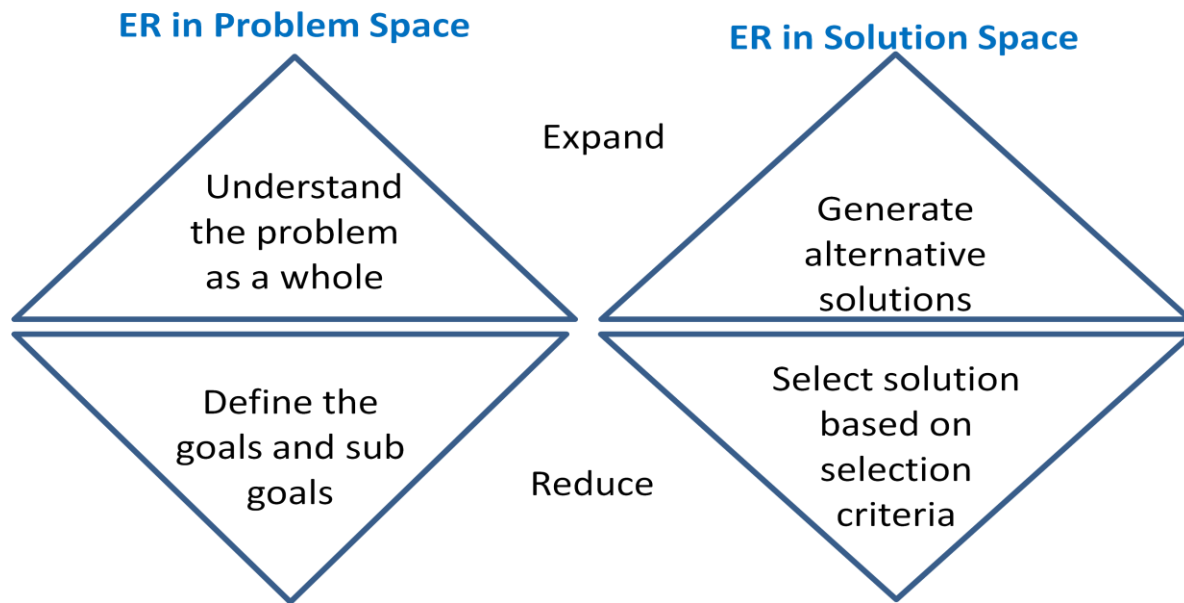 ER in Problem Space
ER in Solution Space
Expand
Understand
the problem
as a whole
Generate
alternative
solutions
Define the
goals and sub
goals
Reduce
Select solution
based on
selection
criteria